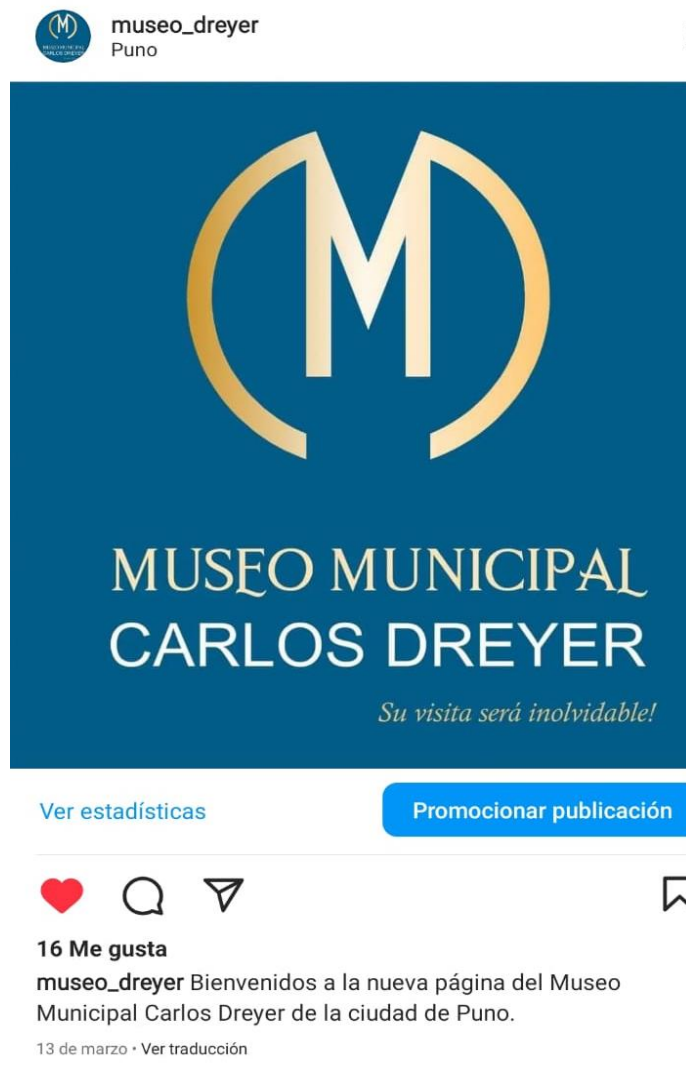 museo_dreyer
Puno
M
MUSEO MUNICIPAL
CARLOS DREYER
Su visita será inolvidable!
Ver estadísticas
Promocionar publicación
16 Me gusta
museo_dreyer Bienvenidos a la nueva página del Museo
Municipal Carlos Dreyer de la ciudad de Puno.
13 de marzo · Ver traducción